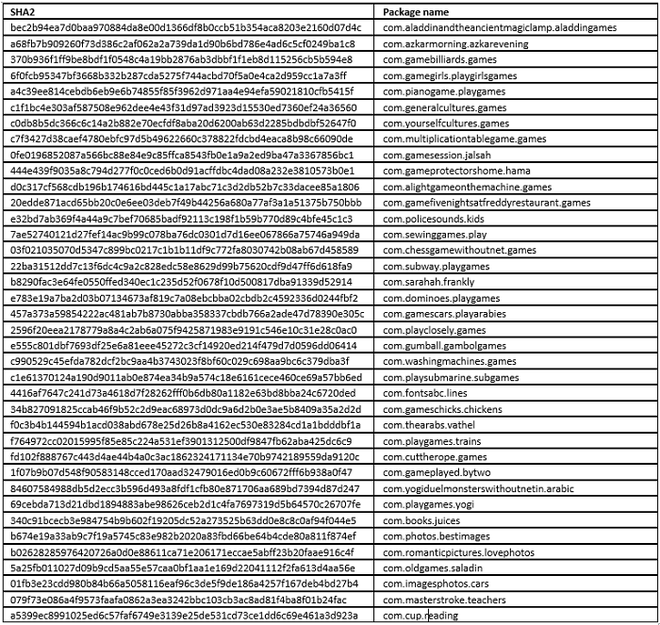 SHA2 Package name
bec2b94ea7d0baa970884da8e00d1366df8b0ccb51b354aca8203e2160d07d4c com.aladdinandtheancientmagiclamp.aladdingames
a68fb7b909260f73d386c2af062a2a739da1d90b6bd786e4ad6c5cf0249ba1c8 com.azkarmorning.azkarevening
370b936f1ff9be8bdf1f0548c4a19bb2876ab3dbbf1f1eb8d115256cb5b594e8 com.gamebilliards.games
6f0fcb95347bf3668b332b287cda5275f744acbd70f5a0e4ca2d959cc1a7a3ff com.gamegirls.playgirlsgames
a4c39ee814cebdb6eb9e6b74855f85f3962d971aa4e94efa59021810cfb5415f com.pianogame.playgames
c1f1bc4e303af587508e962dee4e43f31d97ad3923d15530ed7360ef24a36560 com.generalcultures.games
c0db8b5dc366c6c14a2b882e70ecfdf8aba20d6200ab63d2285bdbdbf52647f0 com.yourselfcultures.games
c7f3427d38caef4780ebfc97d5b49622660c378822fdcbd4eaca8b98c66090de com.multiplicationtablegame.games
0fe0196852087a566bc88e84e9c85ffca8543fb0e1a9a2ed9ba47a3367856bc1 com.gamesession.jalsah
444e439f9035a8c794d277f0c0ced6b0d91acffdbc4dad08a232e3810573b0e1 com.gameprotectorshome.hama
d0c317cf568cdb196b174616bd445c1a17abc71c3d2db52b7c33dacee85a1806 com.alightgameonthemachine.games
20edde871acd65bb20c0e6ee03deb7f49b44256a680a77af3a1a51375b750bbb com.gamefivenightsatfreddyrestaurant.games
e32bd7ab369f4a44a9c7bef70685badf92113c198f1b59b770d89c4bfe45c1c3 com.policesounds.kids
7ae52740121d27fef14ac9b99c078ba76dc0301d7d16ee067866a75746a949da com.sewinggames.play
03f021035070d5347c899bc0217c1b1b11df9c772fa8030742b08ab67d458589 com.chessgamewithoutnet.games
22ba31512dd7c13f6dc4c9a2c828edc58e8629d99b75620cdf9d47ff6d618fa9 com.subway.playgames
b8290fac3e64fe0550ffed340ec1c235d52f0678f10d500817dba91339d52914 com.sarahah.frankly
e783e19a7ba2d03b07134673af819c7a08ebcbba02cbdb2c4592336d0244fbf2 com.dominoes.playgames
457a373a59854222ac481ab7b8730abba358337cbdb766a2ade47d78390e305c com.gamescars.playarabies
2596f20eea2178779a8a4c2ab6a075f9425871983e9191c546e10c31e28c0ac0 com.playclosely.games
e555c801dbf7693df25e6a81eee45272c3cf14920ed214f479d7d0596dd06414 com.gumball.gambolgames
c990529c45efda782dcf2bc9aa4b3743023f8bf60c029c698aa9bc6c379dba3f com.washingmachines.games
c1e61370124a190d9011ab0e874ea34b9a574c18e6161cece460ce69a57bb6ed com.playsubmarine.subgames
4416af7647c241d73a4618d7f28262fff0b6db80a1182e63bd8bba24c6720ded com.fontsabc.lines
34b827091825ccab46f9b52c2d9eac68973d0dc9a6d2b0e3ae5b8409a35a2d2d com.gameschicks.chickens
f0c3b4b144594b1acd038abd678e25d26b8a4162ec530e83284cd1a1bdddbf1a com.thearabs.vathel
f764972cc02015995f85e85c224a531ef3901312500df9847fb62aba425dc6c9 com.playgames.trains
fd102f888767c443d4ae44b4a0c3ac1862324171134e70b9742189559da9120c com.cuttherope.games
1f07b9b07d548f90583148cced170aad32479016ed0b9c60672fff6b938a0f47 com.gameplayed.bytwo
84607584988db5d2ecc3b596d493a8fdf1cfb80e871706aa689bd7394d87d247 com.yogiduelmonsterswithoutnetin.arabic
69cebda713d21dbd1894883abe98626ceb2d1c4fa7697319d5b64570c26707fe com.playgames.yogi
340c91bcecb3e984754b9b602f19205dc52a273525b63dd0e8c8c0af94f044e5 com.books.juices
b674e19a33ab9c7f19a5745c83e982b2020a83fbd66be64b4cde80a811f874ef com.photos.bestimages
b02628285976420726a0d0e88611ca71e206171eccae5abff23b20faae916c4f com.romanticpictures.lovephotos
5a25fb011027d09b9cd5aa55e57caa0bf1aa1e169d22041112f2fa613d4aa56e com.oldgames.saladin
01fb3e23cdd980b84b66a5058116eaf96c3de5f9de186a4257f167deb4bd27b4 com.imagesphotos.cars
079f73e086a4f9573faafa0862a3ea3242bbc103cb3ac8ad81f4ba8f01b24fac com.masterstroke.teachers
a5399ec8991025ed6c57faf6749e3139e25de531cd73ce1dd6c69e461a3d923a com.cup.reading